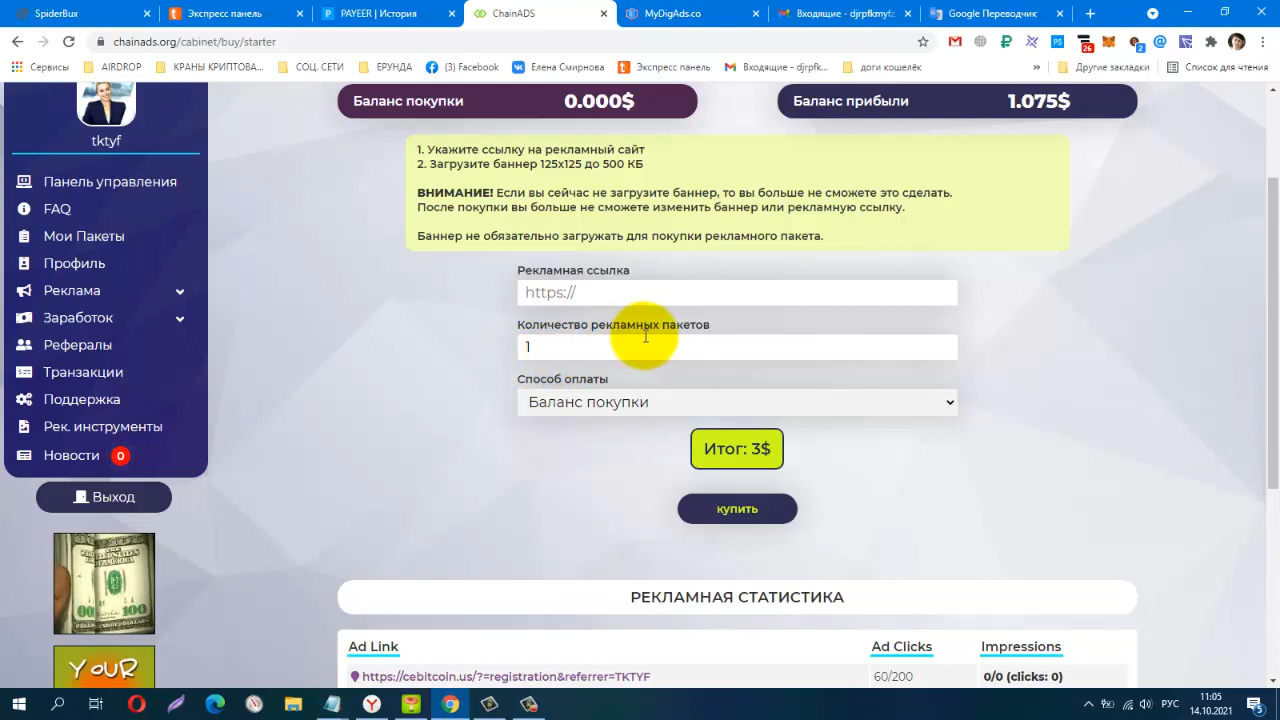 SpiderBux
Экспресс панель
PAYEER | История
ChainADS
MyDigAds.co
Входящие - djrpfkmyfz
Google Переводчик
chainads.org/cabinet/buy/starter
26
2
Сервисы
AIRDROP
КРАНЫ КРИПТОВА...
СОЦ. СЕТИ
ЕРУНДА
(3) Facebook
Елена Смирнова
Экспресс панель
Входящие - djrpfk...
доги кошелёк
»
Другие закладки
Список для чтения
tktyf
Панель управления
FAQ
Мои Пакеты
Профиль
Реклама
Заработок
Рефералы
Транзакции
Поддержка
Рек. инструменты
Новости 0
Выход
YOUR
Баланс покупки 0.000$
Баланс прибыли 1.075$
1. Укажите ссылку на рекламный сайт
2. Загрузите баннер 125x125 до 500 КБ
ВНИМАНИЕ! Если вы сейчас не загрузите баннер, то вы больше не сможете это сделать.
После покупки вы больше не сможете изменить баннер или рекламную ссылку.
Баннер не обязательно загружать для покупки рекламного пакета.
Рекламная ссылка
https://
Количество рекламных пакетов
1
Способ оплаты
Баланс покупки
Итог: 3$
купить
РЕКЛАМНАЯ СТАТИСТИКА
Ad Link Ad Clicks Impressions
https://cebitcoin.us/?=registration&referrer=TKTYF 60/200 0/0 (clicks: 0)
РУС
11:05
14.10.2021
5